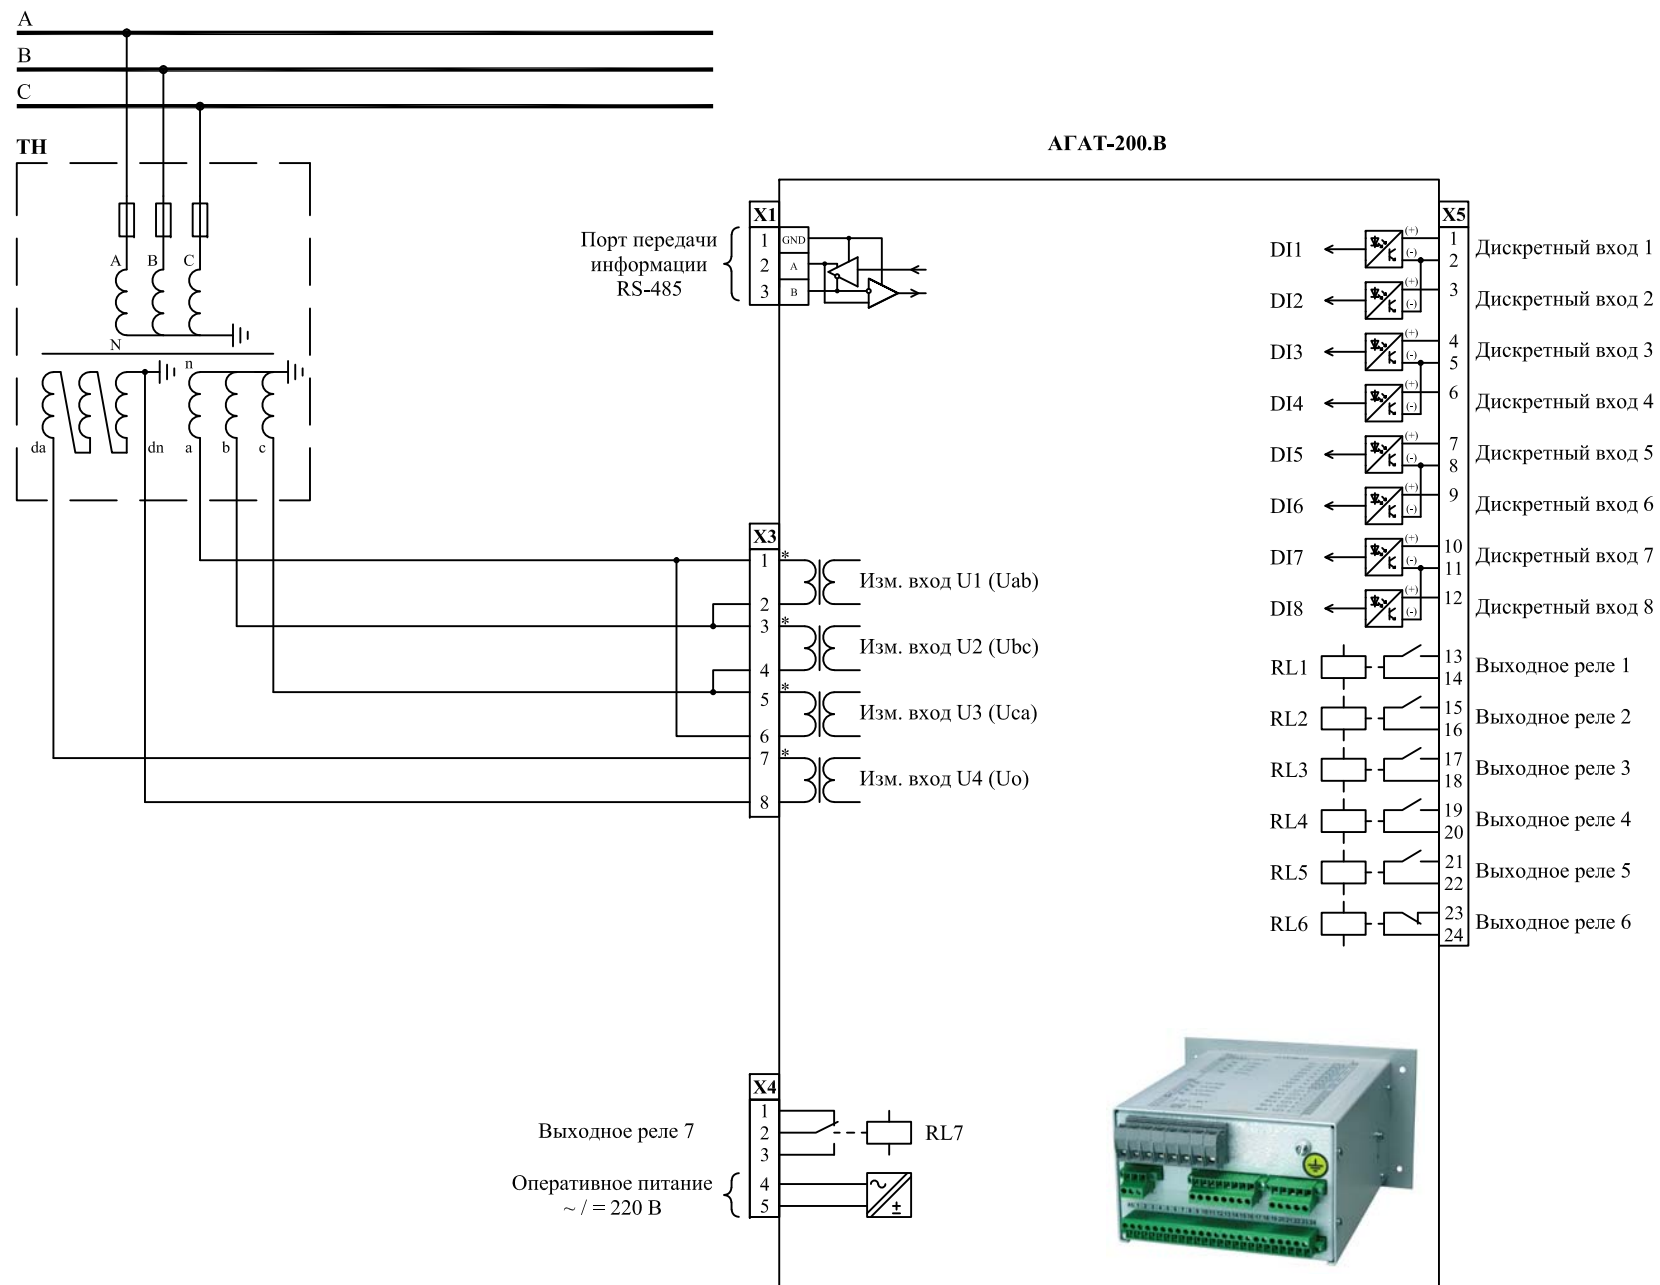 A
B
C
ТН
A
B
C
N
n
da
dn
a
b
c
АГАТ-200.В
Порт передачи
информации
RS-485
X1
1
GND
2
A
3
B
X3
1
*
2
Изм. вход U1 (Uab)
3
*
4
Изм. вход U2 (Ubc)
5
*
6
Изм. вход U3 (Uca)
7
*
8
Изм. вход U4 (Uo)
X4
Выходное реле 7
1
2
3
RL7
Оперативное питание
~ / = 220 В
4
5
~
±
X5
DI1
(+)
(-)
1
2
Дискретный вход 1
DI2
(+)
(-)
3
Дискретный вход 2
DI3
(+)
(-)
4
5
Дискретный вход 3
DI4
(+)
(-)
6
Дискретный вход 4
DI5
(+)
(-)
7
8
Дискретный вход 5
DI6
(+)
(-)
9
Дискретный вход 6
DI7
(+)
(-)
10
11
Дискретный вход 7
DI8
(+)
(-)
12
Дискретный вход 8
RL1
13
14
Выходное реле 1
RL2
15
16
Выходное реле 2
RL3
17
18
Выходное реле 3
RL4
19
20
Выходное реле 4
RL5
21
22
Выходное реле 5
RL6
23
24
Выходное реле 6